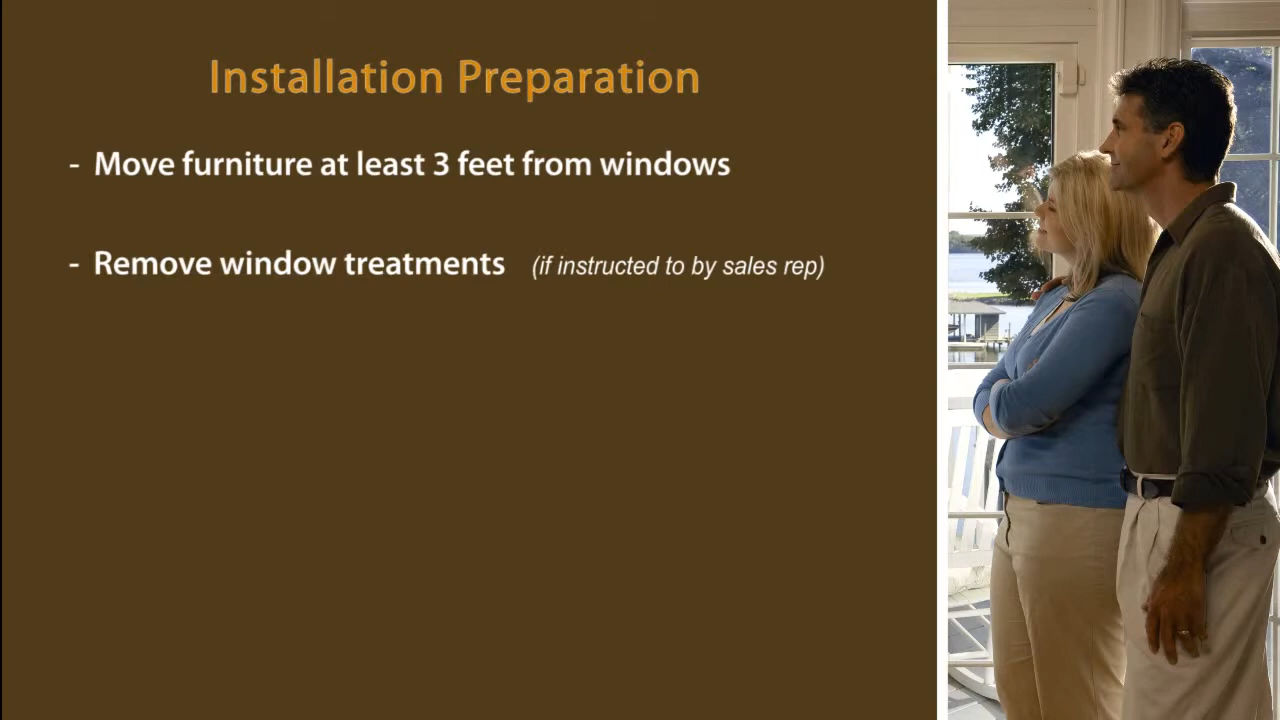 Installation Preparation
- Move furniture at least 3 feet from windows
- Remove window treatments (if instructed to by sales rep)